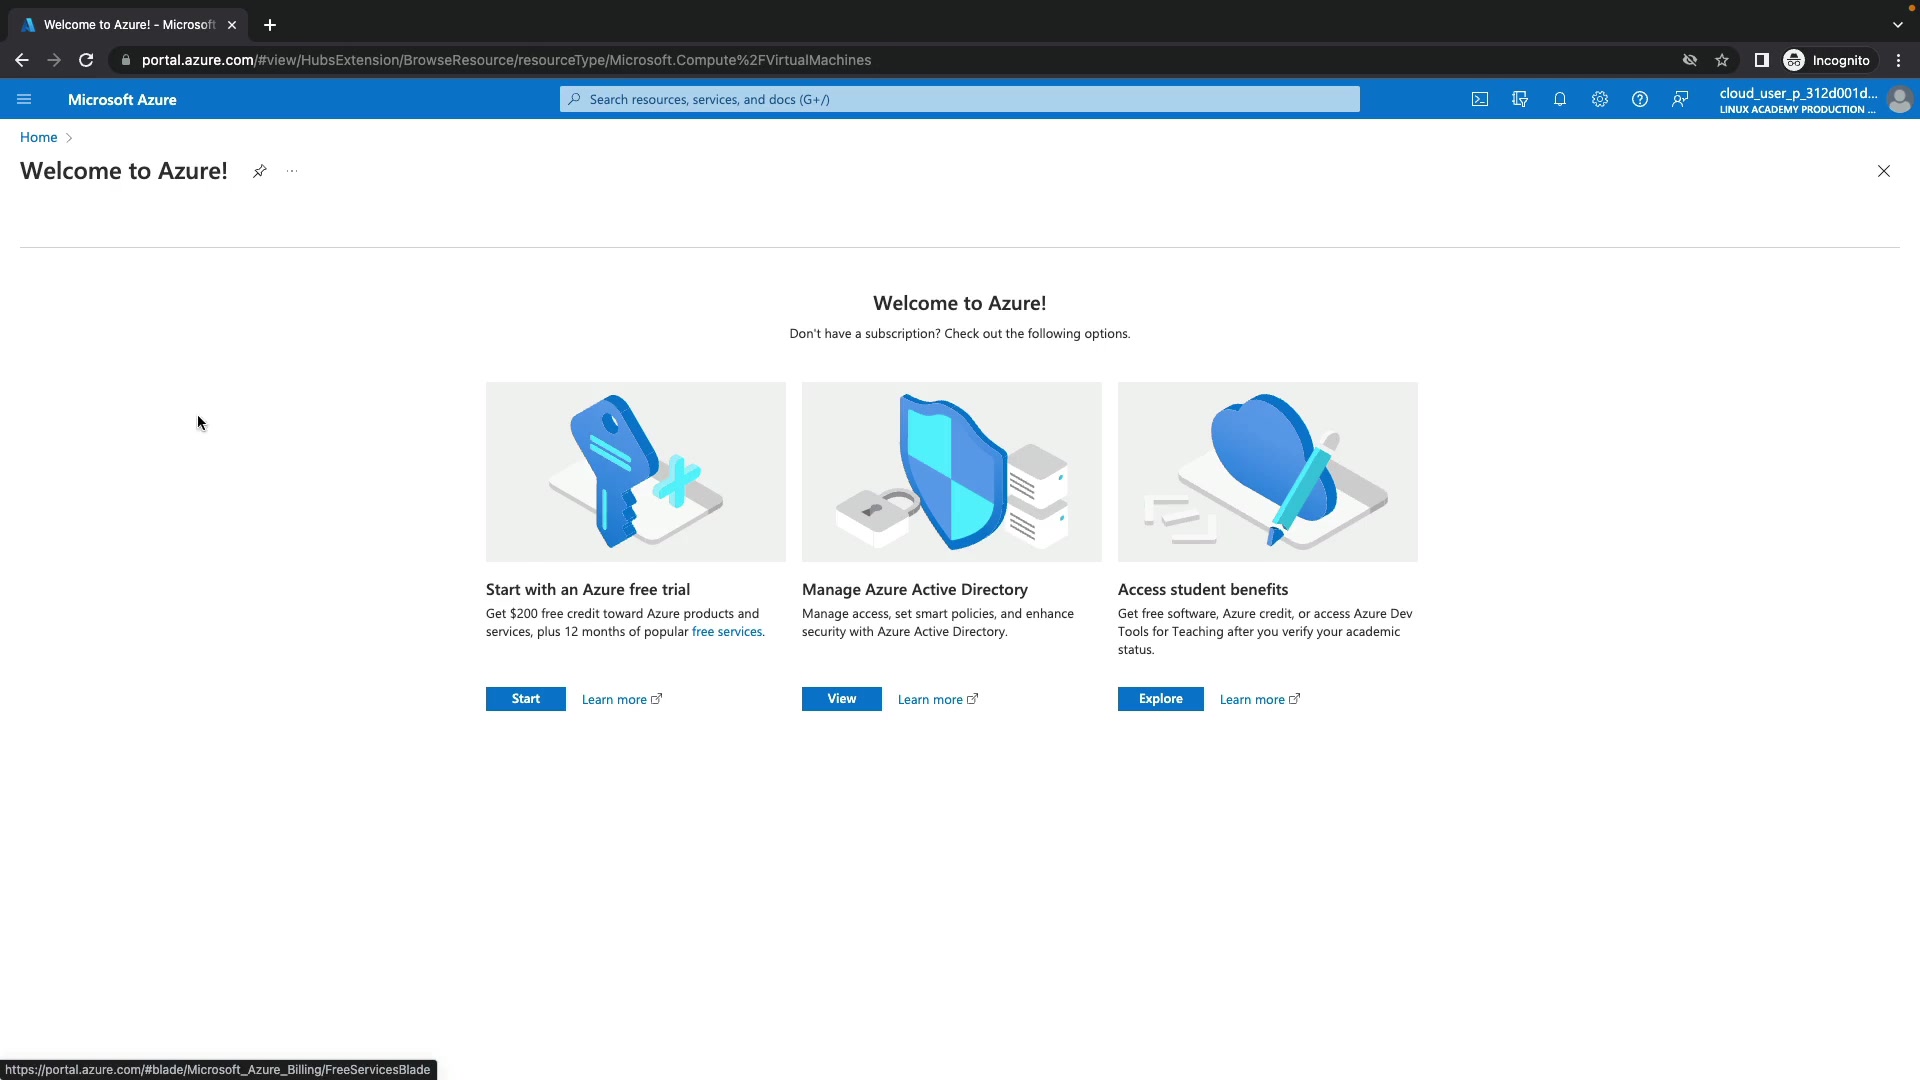 Welcome to Azure! - Microsoft
portal.azure.com/#view/HubsExtension/BrowseResource/resourceType/Microsoft.Compute%2FVirtualMachines
Incognito
Microsoft Azure
Search resources, services, and docs (G+/)
cloud_user_p_312d001d...
LINUX ACADEMY PRODUCTION ...
Home
Welcome to Azure!
Welcome to Azure!
Don't have a subscription? Check out the following options.
Start with an Azure free trial
Get $200 free credit toward Azure products and
services, plus 12 months of popular free services.
Start
Learn more
Manage Azure Active Directory
Manage access, set smart policies, and enhance
security with Azure Active Directory.
View
Learn more
Access student benefits
Get free software, Azure credit, or access Azure Dev
Tools for Teaching after you verify your academic
status.
Explore
Learn more
https://portal.azure.com/#blade/Microsoft_Azure_Billing/FreeServicesBlade